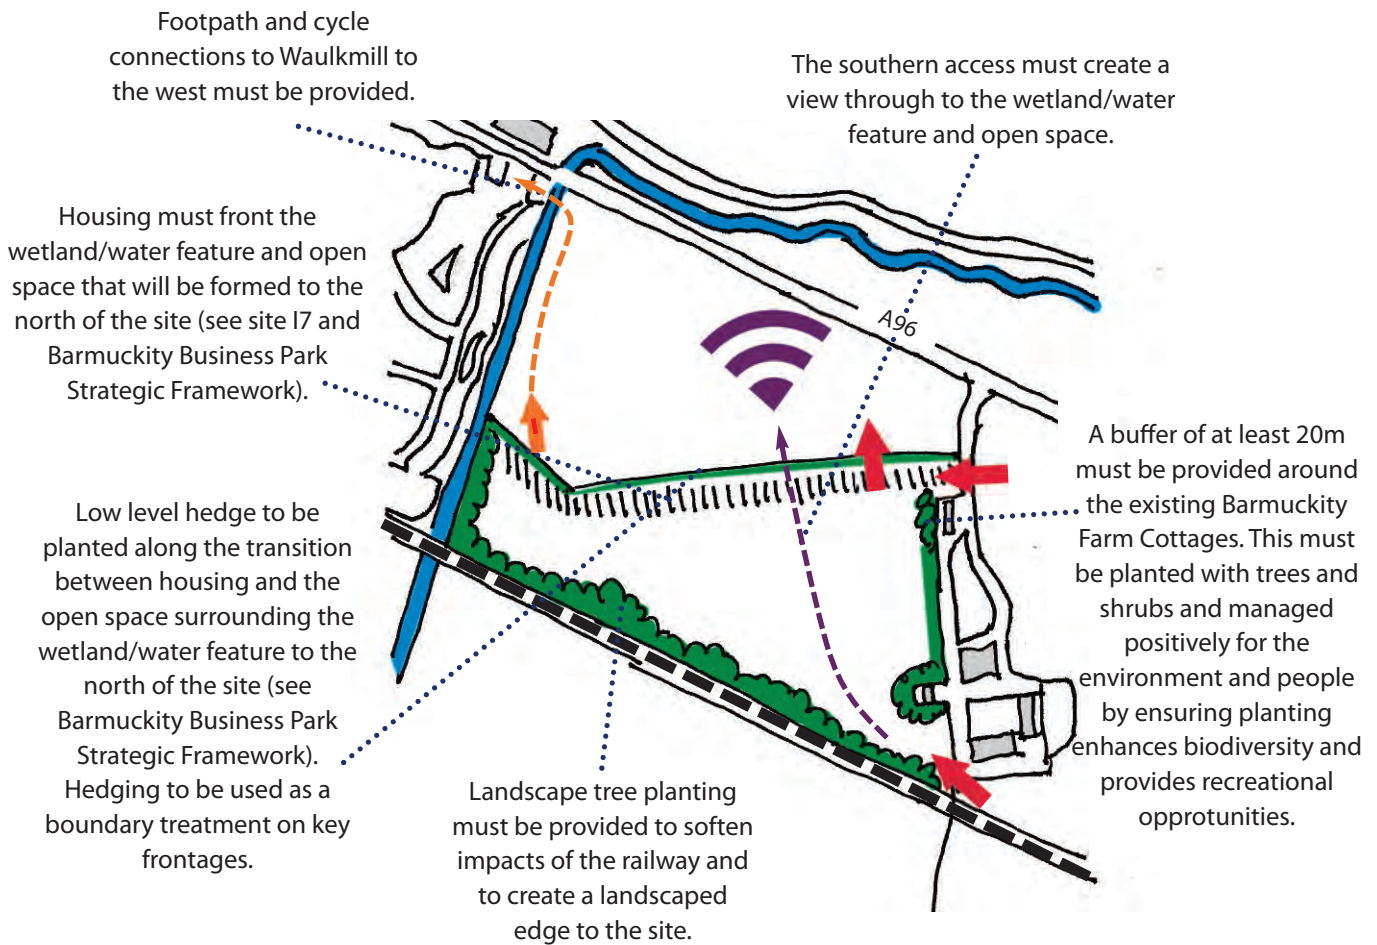 Footpath and cycle
connections to Waulkmill to
the west must be provided.
The southern access must create a
view through to the wetland/water
feature and open space.
Housing must front the
wetland/water feature and open
space that will be formed to the
north of the site (see site I7 and
Barmuckity Business Park
Strategic Framework).
A96
A buffer of at least 20m
must be provided around
the existing Barmuckity
Farm Cottages. This must
be planted with trees and
shrubs and managed
positively for the
environment and people
by ensuring planting
enhances biodiversity and
provides recreational
opprotunities.
Low level hedge to be
planted along the transition
between housing and the
open space surrounding the
wetland/water feature to the
north of the site (see
Barmuckity Business Park
Strategic Framework).
Hedging to be used as a
boundary treatment on key
frontages.
Landscape tree planting
must be provided to soften
impacts of the railway and
to create a landscaped
edge to the site.